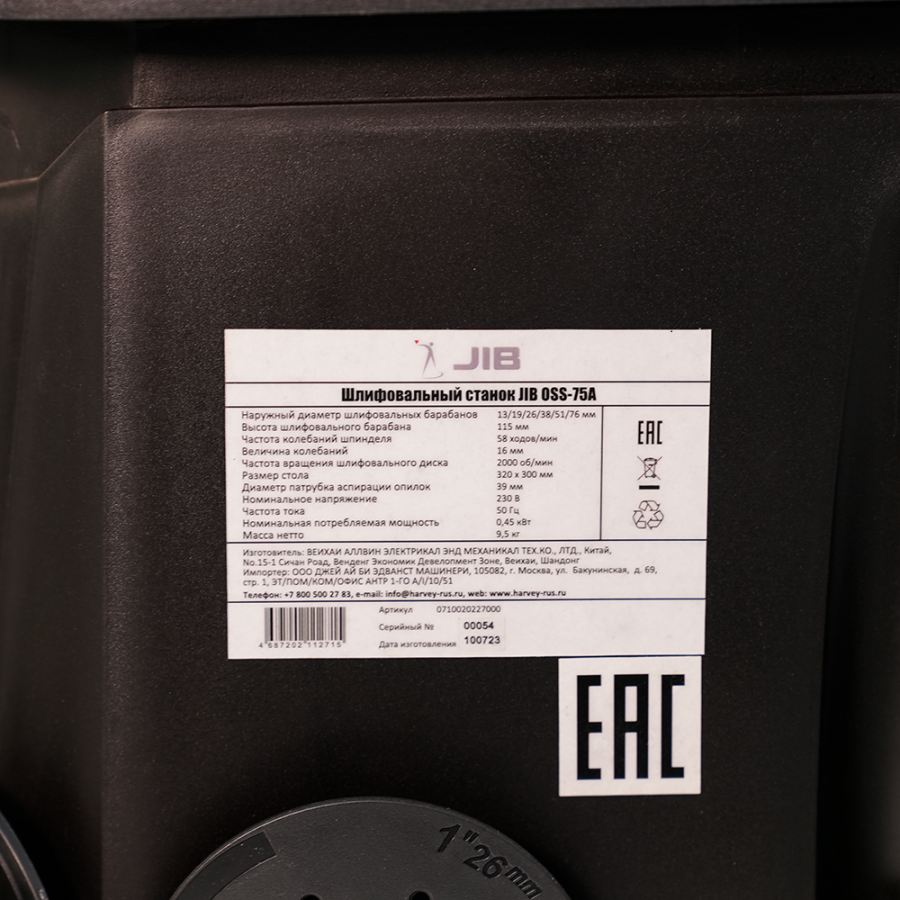 JIB
Шлифовальный станок JIB OSS-75A
Наружный диаметр шлифовальных барабанов 13/19/26/38/51/76 мм
Высота шлифовального барабана 115 мм
Частота колебаний шпинделя 58 ходов/мин
Величина колебаний 16 мм
Частота вращения шлифовального диска 2000 об/мин
Размер стола 320 х 300 мм
Диаметр патрубка аспирации опилок 39 мм
Номинальное напряжение 230 В
Частота тока 50 Гц
Номинальная потребляемая мощность 0,45 кВт
Масса нетто 9,5 кг
EAC
Изготовитель: ВЕИХАИ АЛЛВИН ЭЛЕКТРИКАЛ ЭНД МЕХАНИКАЛ ТЕХ.КО., ЛТД., Китай,
No.15-1 Сичан Роад, Венденг Экономик Девелопмент Зоне, Веихаи, Шандонг
Импортер: ООО ДЖЕЙ АЙ БИ ЭДВАНСТ МАШИНЕРИ, 105082, г. Москва, ул. Бакунинская, д. 69,
стр. 1, ЭТ/ПОМ/КОМ/ОФИС АНТР 1-ГО А/I/10/51
Телефон: +7 800 500 27 83, e-mail: info@harvey-rus.ru, web: www.harvey-rus.ru
Артикул 0710020227000
Серийный № 00054
Дата изготовления 100723
4 687202 112715
EAC
1"26mm